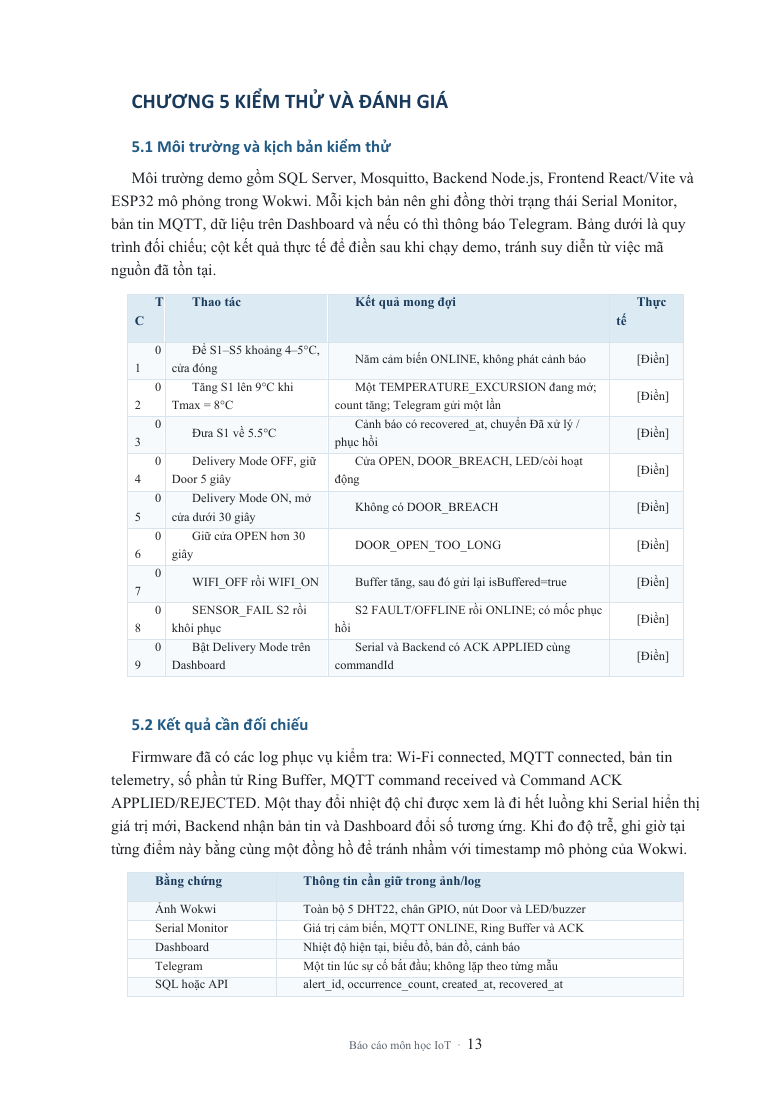 CHƯƠNG 5 KIỂM THỬ VÀ ĐÁNH GIÁ
5.1 Môi trường và kịch bản kiểm thử
Môi trường demo gồm SQL Server, Mosquitto, Backend Node.js, Frontend React/Vite và
ESP32 mô phỏng trong Wokwi. Mỗi kịch bản nên ghi đồng thời trạng thái Serial Monitor,
bản tin MQTT, dữ liệu trên Dashboard và nếu có thì thông báo Telegram. Bảng dưới là quy
trình đối chiếu; cột kết quả thực tế để điền sau khi chạy demo, tránh suy diễn từ việc mã
nguồn đã tồn tại.
T
C
Thao tác
Kết quả mong đợi
Thực
tế
0
1
Để S1–S5 khoảng 4–5°C,
cửa đóng
Năm cảm biến ONLINE, không phát cảnh báo
[Điền]
0
2
Tăng S1 lên 9°C khi
Tmax = 8°C
Một TEMPERATURE_EXCURSION đang mở;
count tăng; Telegram gửi một lần
[Điền]
0
3
Đưa S1 về 5.5°C
Cảnh báo có recovered_at, chuyển Đã xử lý /
phục hồi
[Điền]
0
4
Delivery Mode OFF, giữ
Door 5 giây
Cửa OPEN, DOOR_BREACH, LED/còi hoạt
động
[Điền]
0
5
Delivery Mode ON, mở
cửa dưới 30 giây
Không có DOOR_BREACH
[Điền]
0
6
Giữ cửa OPEN hơn 30
giây
DOOR_OPEN_TOO_LONG
[Điền]
0
7
WIFI_OFF rồi WIFI_ON
Buffer tăng, sau đó gửi lại isBuffered=true
[Điền]
0
8
SENSOR_FAIL S2 rồi
khôi phục
S2 FAULT/OFFLINE rồi ONLINE; có mốc phục
hồi
[Điền]
0
9
Bật Delivery Mode trên
Dashboard
Serial và Backend có ACK APPLIED cùng
commandId
[Điền]
5.2 Kết quả cần đối chiếu
Firmware đã có các log phục vụ kiểm tra: Wi-Fi connected, MQTT connected, bản tin
telemetry, số phần tử Ring Buffer, MQTT command received và Command ACK
APPLIED/REJECTED. Một thay đổi nhiệt độ chỉ được xem là đi hết luồng khi Serial hiển thị
giá trị mới, Backend nhận bản tin và Dashboard đổi số tương ứng. Khi đo độ trễ, ghi giờ tại
từng điểm này bằng cùng một đồng hồ để tránh nhầm với timestamp mô phỏng của Wokwi.
Bằng chứng
Thông tin cần giữ trong ảnh/log
Ảnh Wokwi
Toàn bộ 5 DHT22, chân GPIO, nút Door và LED/buzzer
Serial Monitor
Giá trị cảm biến, MQTT ONLINE, Ring Buffer và ACK
Dashboard
Nhiệt độ hiện tại, biểu đồ, bản đồ, cảnh báo
Telegram
Một tin lúc sự cố bắt đầu; không lặp theo từng mẫu
SQL hoặc API
alert_id, occurrence_count, created_at, recovered_at
Báo cáo môn học IoT · 13